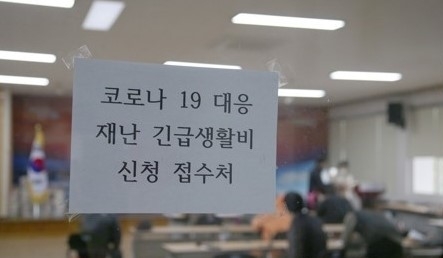 코로나 19 대응
재난 긴급생활비
신청 접수처